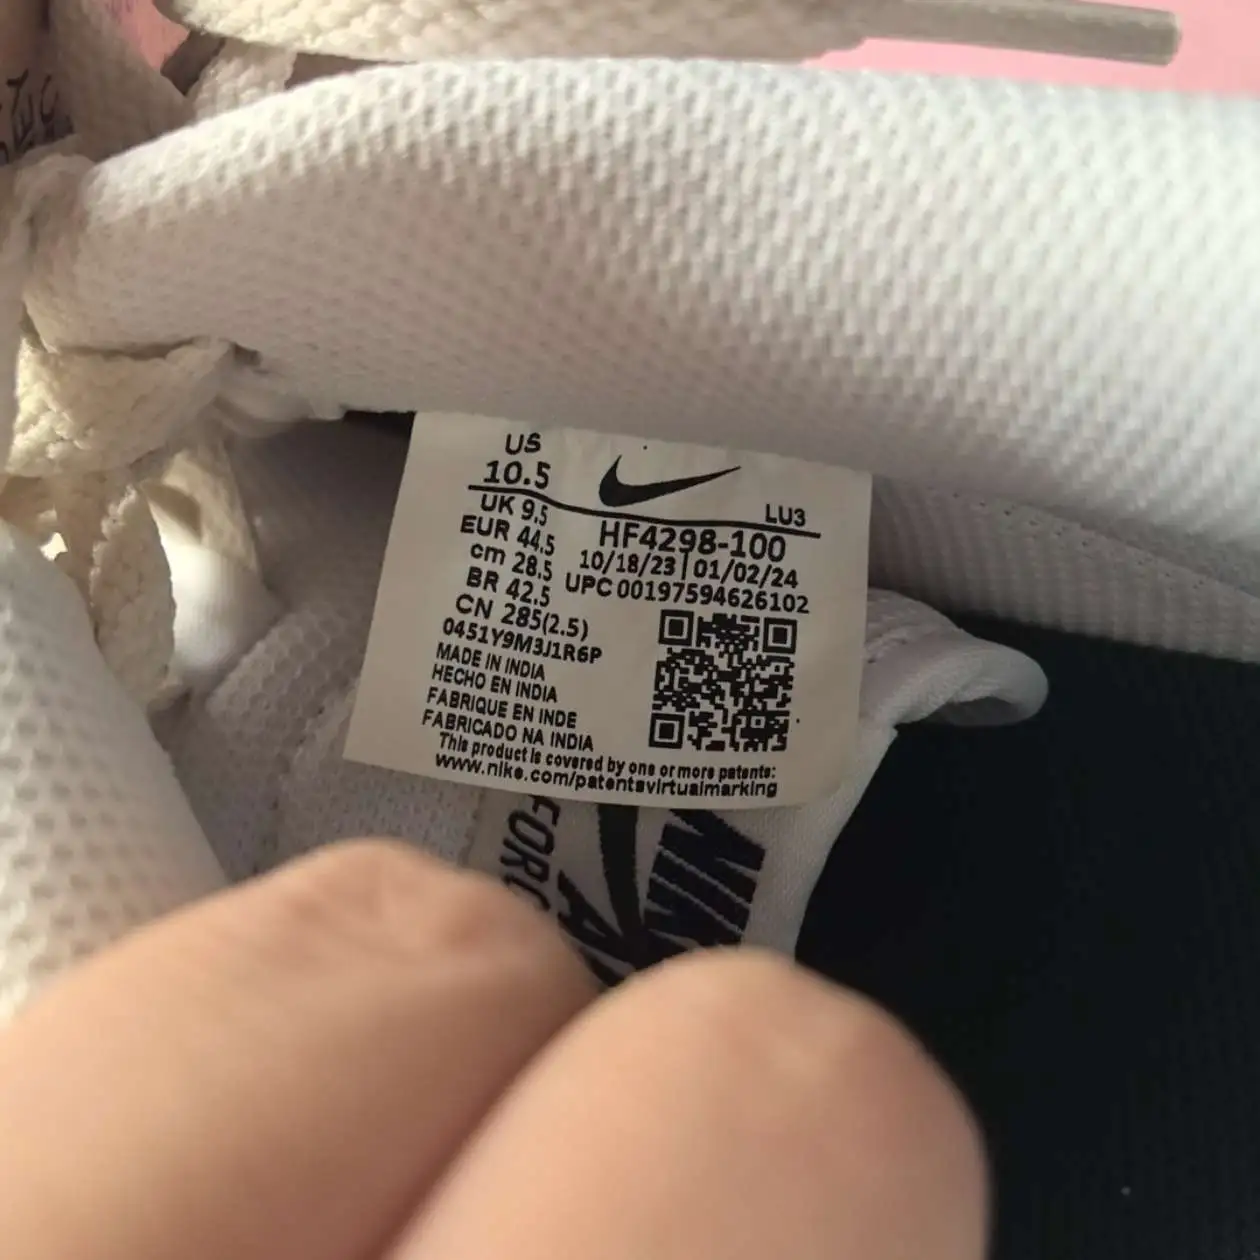 US
10.5
LU3
UK 9.5
EUR 44.5
cm 28.5
BR 42.5
CN 285(2.5)
HF4298-100
10/18/23 | 01/02/24
UPC 00197594626102
0451Y9M3J1R6P
MADE IN INDIA
HECHO EN INDIA
FABRIQUE EN INDE
FABRICADO NA INDIA
This product is covered by one or more patents:
www.nike.com/patentsvirtualmarking